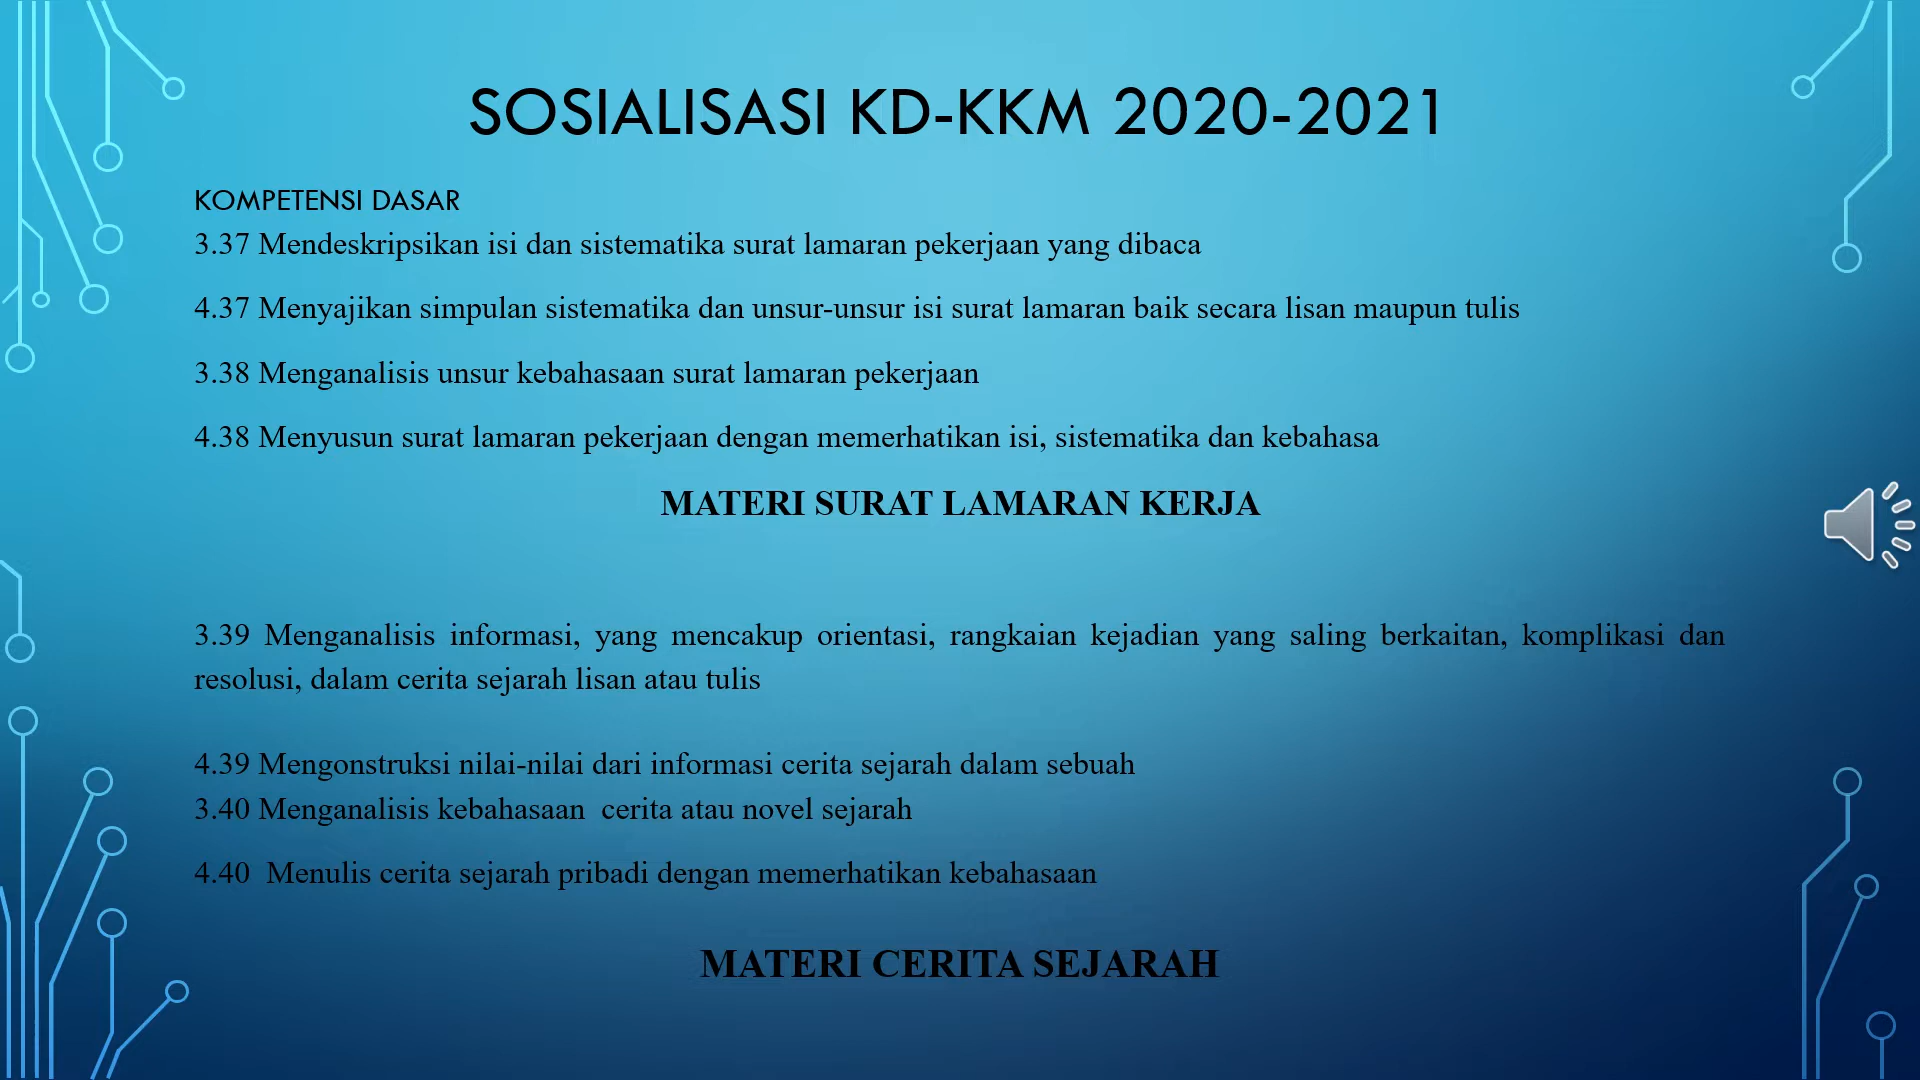 SOSIALISASI KD-KKM 2020-2021
KOMPETENSI DASAR
3.37 Mendeskripsikan isi dan sistematika surat lamaran pekerjaan yang dibaca
4.37 Menyajikan simpulan sistematika dan unsur-unsur isi surat lamaran baik secara lisan maupun tulis
3.38 Menganalisis unsur kebahasaan surat lamaran pekerjaan
4.38 Menyusun surat lamaran pekerjaan dengan memerhatikan isi, sistematika dan kebahasa
MATERI SURAT LAMARAN KERJA
3.39 Menganalisis informasi, yang mencakup orientasi, rangkaian kejadian yang saling berkaitan, komplikasi dan
resolusi, dalam cerita sejarah lisan atau tulis
4.39 Mengonstruksi nilai-nilai dari informasi cerita sejarah dalam sebuah
3.40 Menganalisis kebahasaan  cerita atau novel sejarah
4.40  Menulis cerita sejarah pribadi dengan memerhatikan kebahasaan
MATERI CERITA SEJARAH